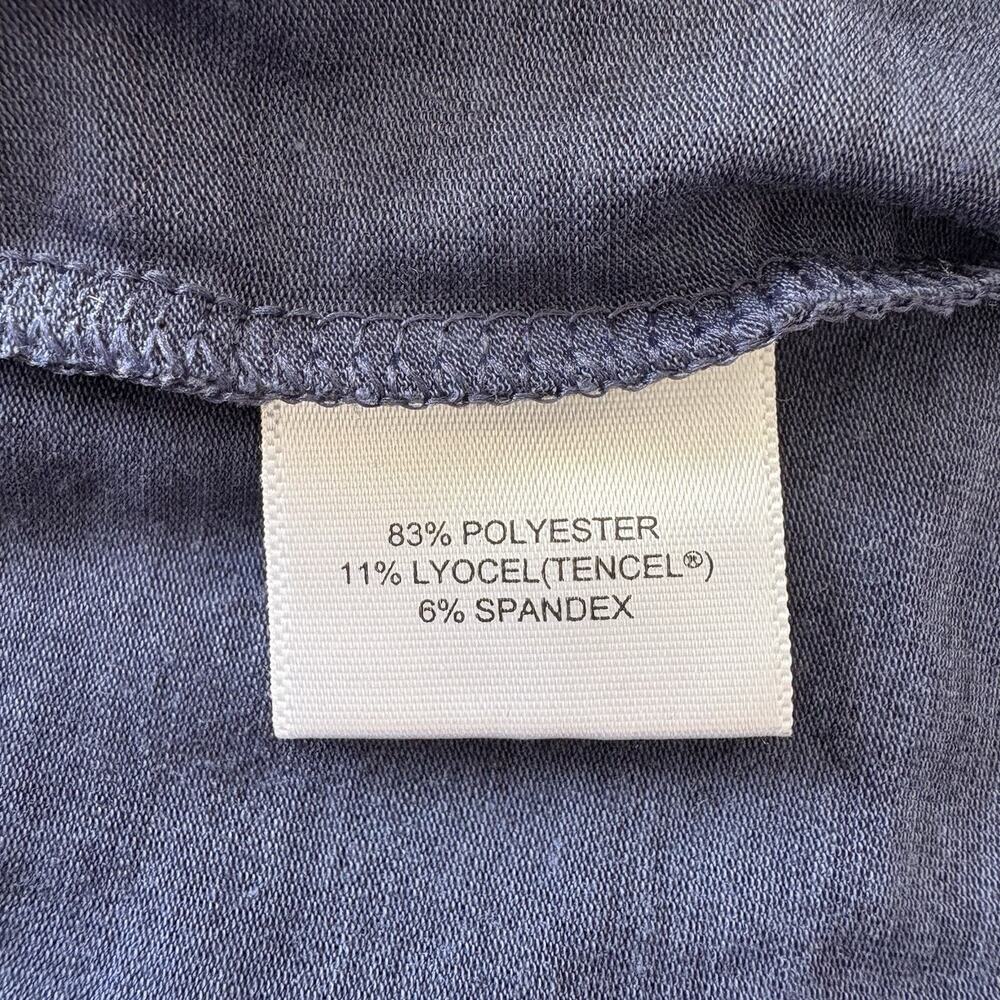 83% POLYESTER
11% LYOCEL(TENCEL®)
6% SPANDEX